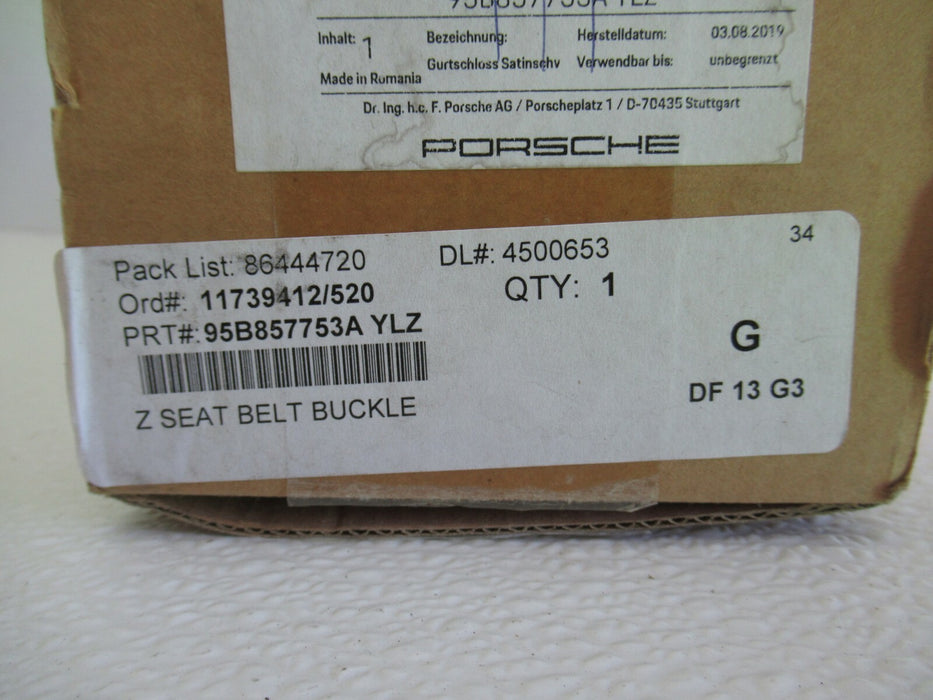 95B857753A YLZ
Inhalt: 1 Bezeichnung: Herstelldatum: 03.08.2019
Gurtschloss Satinschv Verwendbar bis: unbegrenzt
Made in Romania
Dr. Ing. h.c. F. Porsche AG / Porscheplatz 1 / D-70435 Stuttgart
PORSCHE
34
Pack List: 86444720 DL#: 4500653
Ord#: 11739412/520 QTY: 1
PRT#: 95B857753A YLZ
G
DF 13 G3
Z SEAT BELT BUCKLE